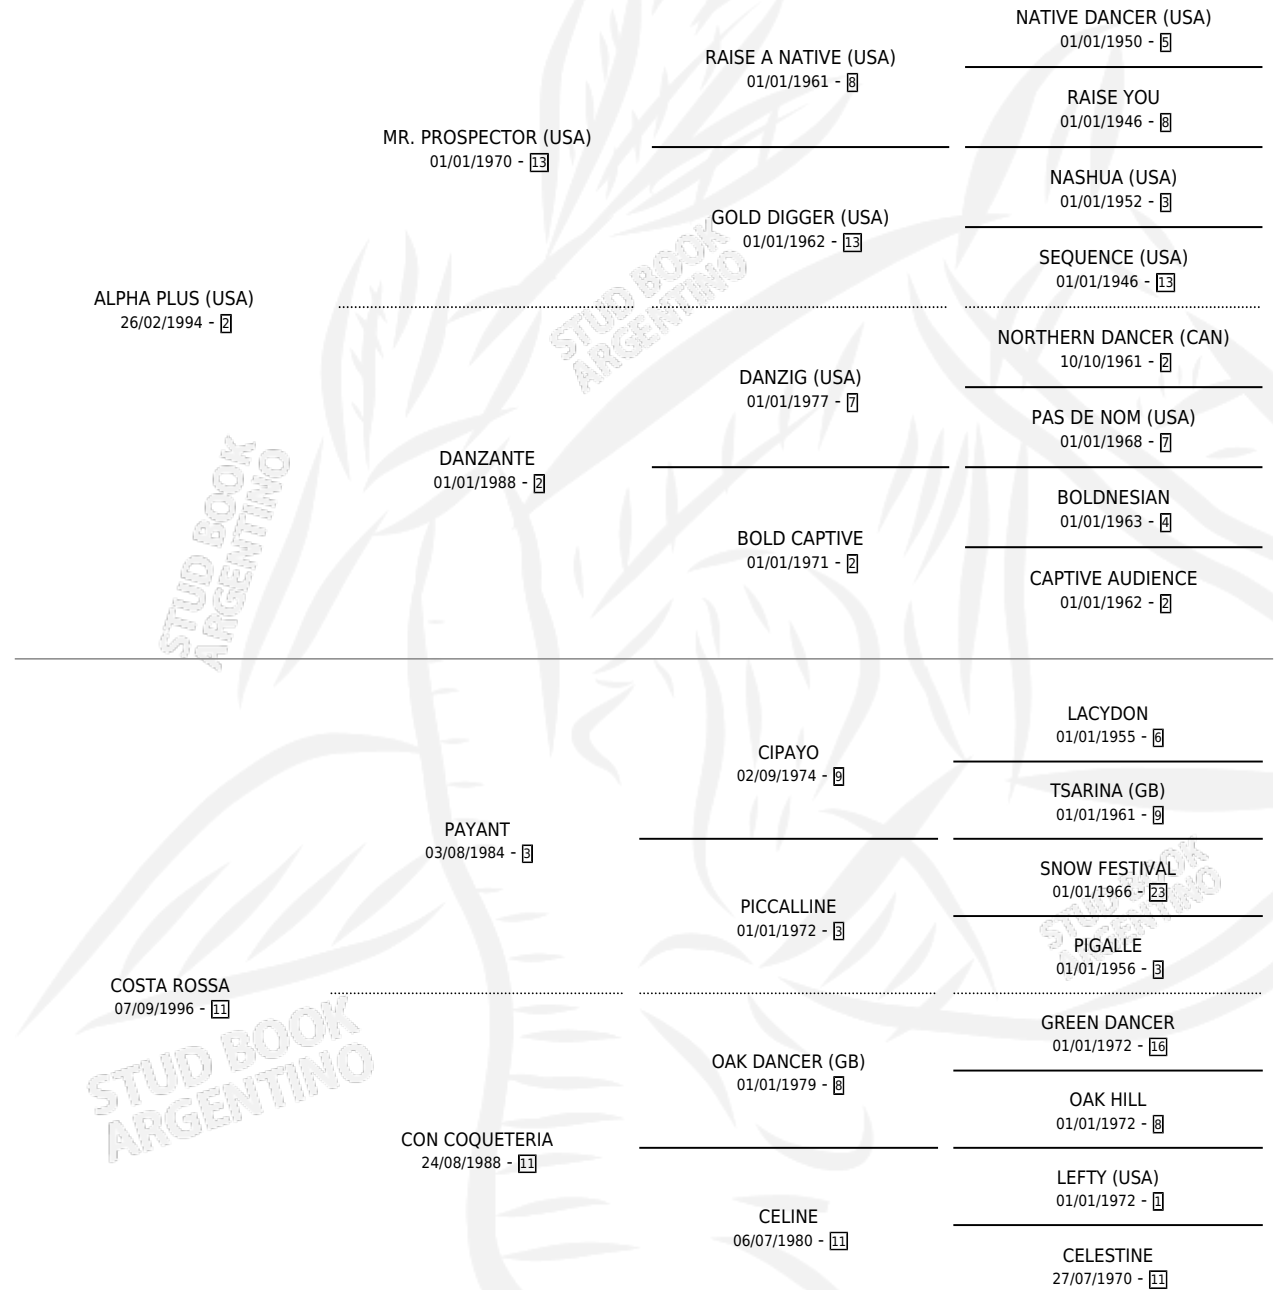 NATIVE DANCER (USA)
01/01/1950 - 5
RAISE A NATIVE (USA)
01/01/1961 - 8
RAISE YOU
01/01/1946 - 8
MR. PROSPECTOR (USA)
01/01/1970 - 13
NASHUA (USA)
01/01/1952 - 3
GOLD DIGGER (USA)
01/01/1962 - 13
SEQUENCE (USA)
01/01/1946 - 13
ALPHA PLUS (USA)
26/02/1994 - 2
STUD BOOK
ARGENTINO
NORTHERN DANCER (CAN)
10/10/1961 - 2
DANZIG (USA)
01/01/1977 - 7
PAS DE NOM (USA)
01/01/1968 - 7
DANZANTE
01/01/1988 - 2
STUD BOOK
ARGENTINO
BOLDNESIAN
01/01/1963 - 4
BOLD CAPTIVE
01/01/1971 - 2
CAPTIVE AUDIENCE
01/01/1962 - 2
LACYDON
01/01/1955 - 6
CIPAYO
02/09/1974 - 9
TSARINA (GB)
01/01/1961 - 9
PAYANT
03/08/1984 - 3
SNOW FESTIVAL
01/01/1966 - 23
STUD BOOK
ARGENTINO
PICCALLINE
01/01/1972 - 3
PIGALLE
01/01/1956 - 3
COSTA ROSSA
07/09/1996 - 11
STUD BOOK
ARGENTINO
GREEN DANCER
01/01/1972 - 16
OAK DANCER (GB)
01/01/1979 - 8
OAK HILL
01/01/1972 - 8
CON COQUETERIA
24/08/1988 - 11
LEFTY (USA)
01/01/1972 - 1
CELINE
06/07/1980 - 11
CELESTINE
27/07/1970 - 11